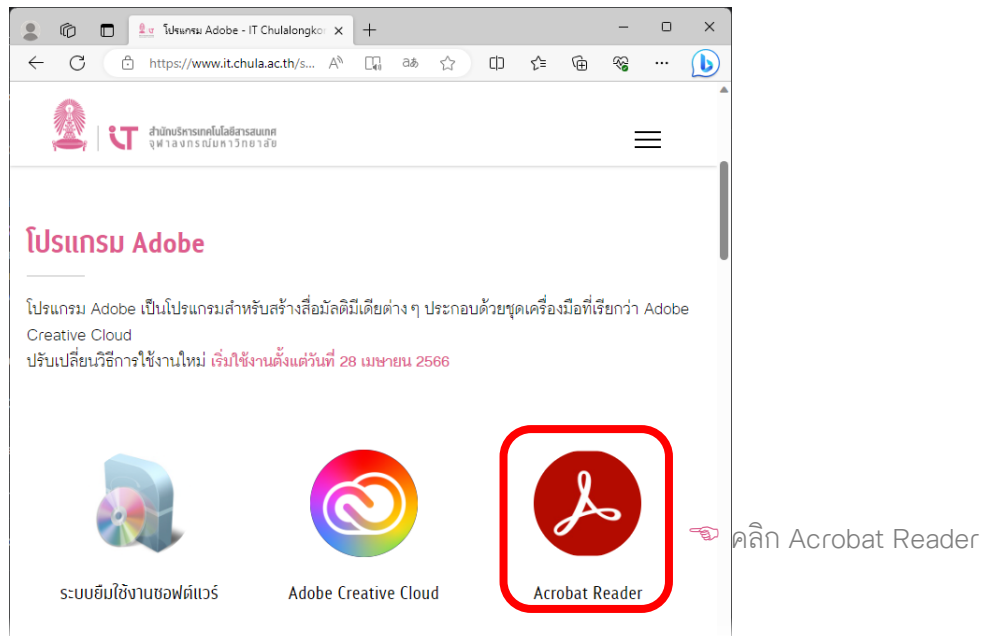 โปรแกรม Adobe - IT Chulalongko
https://www.it.chula.ac.th/s...
สำนักบริหารเทคโนโลยีสารสนเทศ
จุฬาลงกรณ์มหาวิทยาลัย
โปรแกรม Adobe
โปรแกรม Adobe เป็นโปรแกรมสำหรับสร้างสื่อมัลติมีเดียต่าง ๆ ประกอบด้วยชุดเครื่องมือที่เรียกว่า Adobe
Creative Cloud
ปรับเปลี่ยนวิธีการใช้งานใหม่ เริ่มใช้งานตั้งแต่วันที่ 28 เมษายน 2566
คลิก Acrobat Reader
ระบบยืมใช้งานซอฟต์แวร์
Adobe Creative Cloud
Acrobat Reader